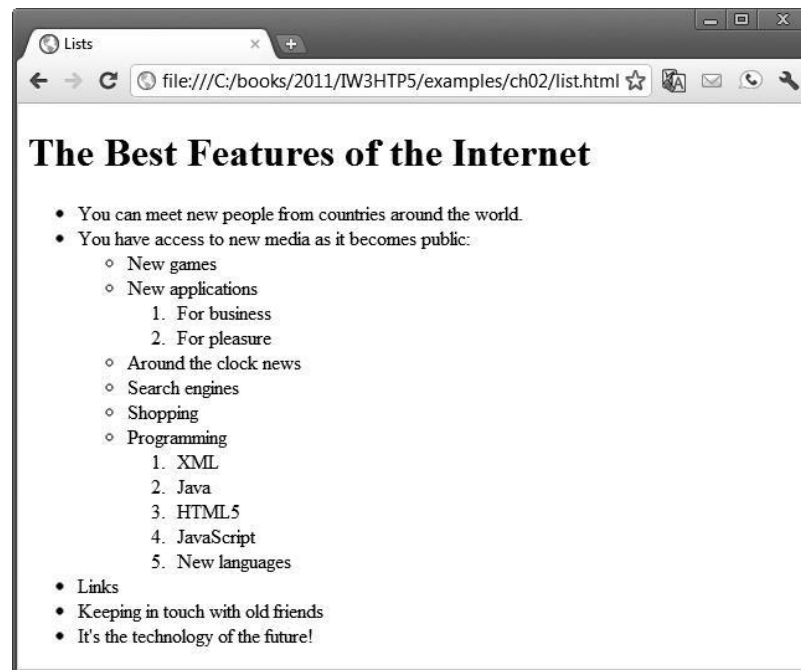 Lists
file:///C:/books/2011/IW3HTP5/examples/ch02/list.html
The Best Features of the Internet
• You can meet new people from countries around the world.
• You have access to new media as it becomes public:
◦ New games
◦ New applications
1. For business
2. For pleasure
◦ Around the clock news
◦ Search engines
◦ Shopping
◦ Programming
1. XML
2. Java
3. HTML5
4. JavaScript
5. New languages
• Links
• Keeping in touch with old friends
• It's the technology of the future!